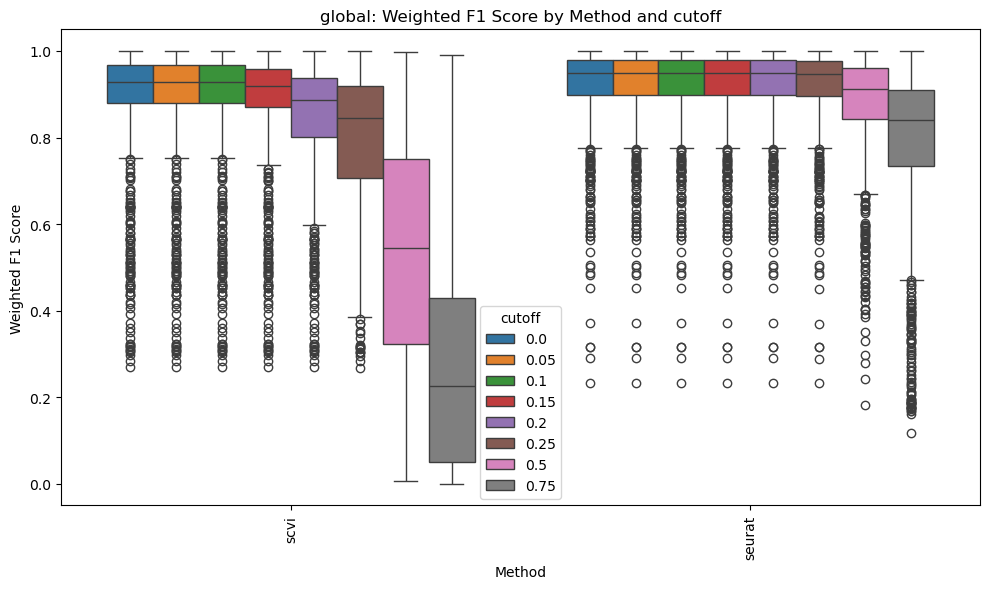 global: Weighted F1 Score by Method and cutoff
Weighted F1 Score
1.0
0.8
0.6
0.4
0.2
0.0
cutoff
0.0
0.05
0.1
0.15
0.2
0.25
0.5
0.75
scvi
seurat
Method